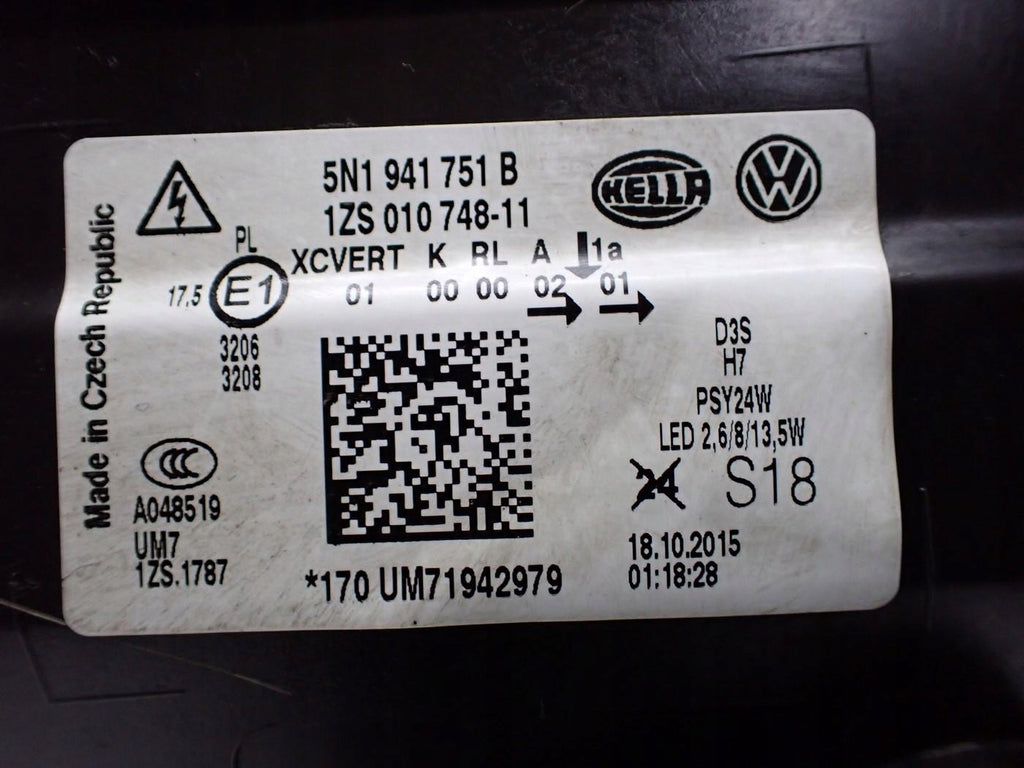 5N1 941 751 B
1ZS 010 748-11
HELLA
VW
Made in Czech Republic
PL
XCVERT K RL A 1a
17.5 E1 01 00 00 02 01
3206
3208
D3S
H7
PSY24W
LED 2,6/8/13,5W
24 S18
A048519
UM7
1ZS.1787
CCC
18.10.2015
01:18:28
*170 UM71942979